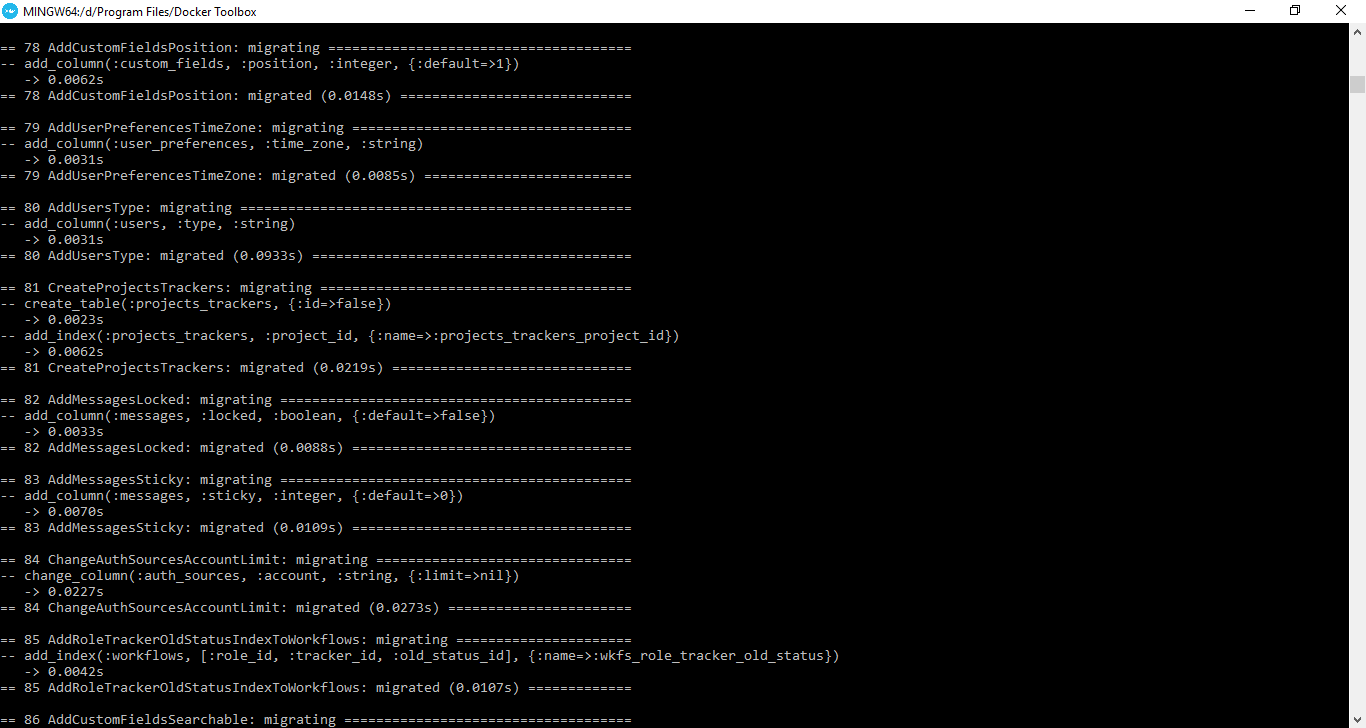 MINGW64:/d/Program Files/Docker Toolbox
== 78 AddCustomFieldsPosition: migrating ======================================
-- add_column(:custom_fields, :position, :integer, {:default=>1})
   -> 0.0062s
== 78 AddCustomFieldsPosition: migrated (0.0148s) =============================
== 79 AddUserPreferencesTimeZone: migrating ===================================
-- add_column(:user_preferences, :time_zone, :string)
   -> 0.0031s
== 79 AddUserPreferencesTimeZone: migrated (0.0085s) ==========================
== 80 AddUsersType: migrating =================================================
-- add_column(:users, :type, :string)
   -> 0.0031s
== 80 AddUsersType: migrated (0.0933s) ========================================
== 81 CreateProjectsTrackers: migrating =======================================
-- create_table(:projects_trackers, {:id=>false})
   -> 0.0023s
-- add_index(:projects_trackers, :project_id, {:name=>:projects_trackers_project_id})
   -> 0.0062s
== 81 CreateProjectsTrackers: migrated (0.0219s) ==============================
== 82 AddMessagesLocked: migrating ============================================
-- add_column(:messages, :locked, :boolean, {:default=>false})
   -> 0.0033s
== 82 AddMessagesLocked: migrated (0.0088s) ===================================
== 83 AddMessagesSticky: migrating ============================================
-- add_column(:messages, :sticky, :integer, {:default=>0})
   -> 0.0070s
== 83 AddMessagesSticky: migrated (0.0109s) ===================================
== 84 ChangeAuthSourcesAccountLimit: migrating ================================
-- change_column(:auth_sources, :account, :string, {:limit=>nil})
   -> 0.0227s
== 84 ChangeAuthSourcesAccountLimit: migrated (0.0273s) =======================
== 85 AddRoleTrackerOldStatusIndexToWorkflows: migrating ======================
-- add_index(:workflows, [:role_id, :tracker_id, :old_status_id], {:name=>:wkfs_role_tracker_old_status})
   -> 0.0042s
== 85 AddRoleTrackerOldStatusIndexToWorkflows: migrated (0.0107s) =============
== 86 AddCustomFieldsSearchable: migrating ====================================